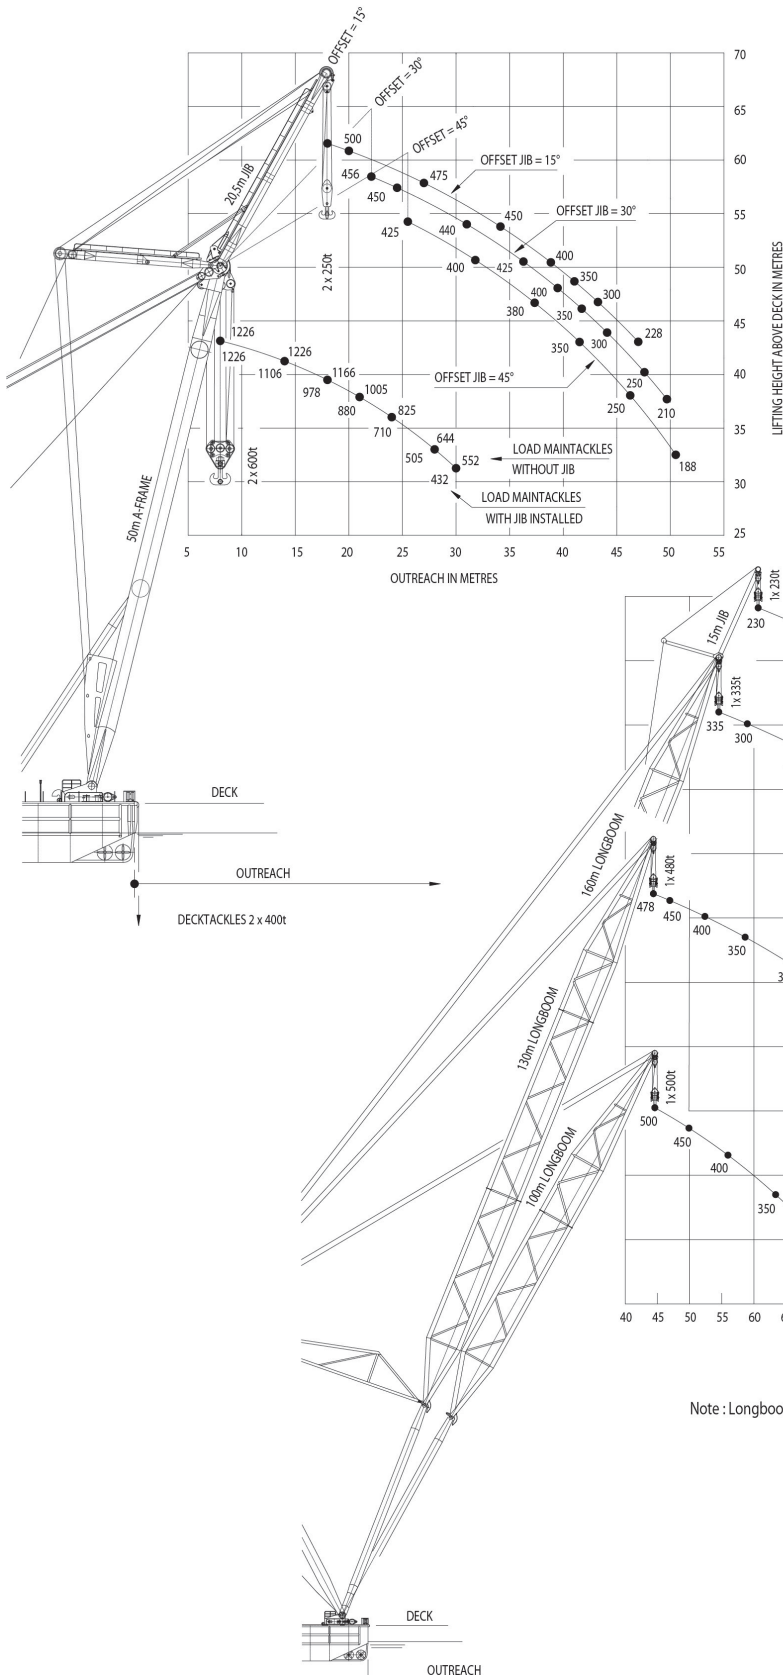 OFFSET = 15°
70
OFFSET = 30°
65
500
OFFSET = 45°
60
456
475
OFFSET JIB = 15°
20,5m JIB
450
OFFSET JIB = 30°
55
425
440
450
2 x 250t
400
425
400
50
380
400
350
350
300
45
1226
350
300
228
1226
1226
1106
OFFSET JIB = 45°
40
978
1166
250
210
880
1005
250
710
825
188
35
505
644
LOAD MAINTACKLES
WITHOUT JIB
552
432
30
LOAD MAINTACKLES
WITH JIB INSTALLED
2 x 600t
50m A-FRAME
25
LIFTING HEIGHT ABOVE DECK IN METRES
5 10 15 20 25 30 35 40 45 50 55
OUTREACH IN METRES
1x 230t
230
15m JIB
1x 335t
335
300
DECK
OUTREACH
DECKTACKLES 2 x 400t
160m LONGBOOM
1x 480t
478
450
400
350
3
130m LONGBOOM
1x 500t
500
450
400
350
100m LONGBOOM
40 45 50 55 60 6
Note : Longboo
DECK
OUTREACH